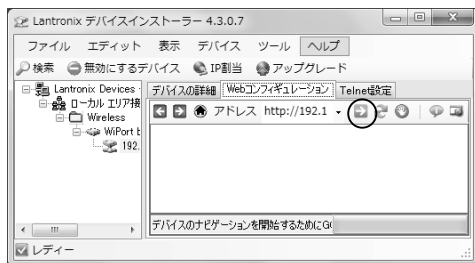 Lantronix デバイスインストーラー 4.3.0.7
ファイル エディット 表示 デバイス ツール ヘルプ
検索 無効にするデバイス IP割当 アップグレード
Lantronix Devices
ローカル エリア接
Wireless
WiPort
192.
デバイスの詳細 Webコンフィギュレーション Telnet設定
アドレス http://192.1
デバイスのナビゲーションを開始するためにG
レディー